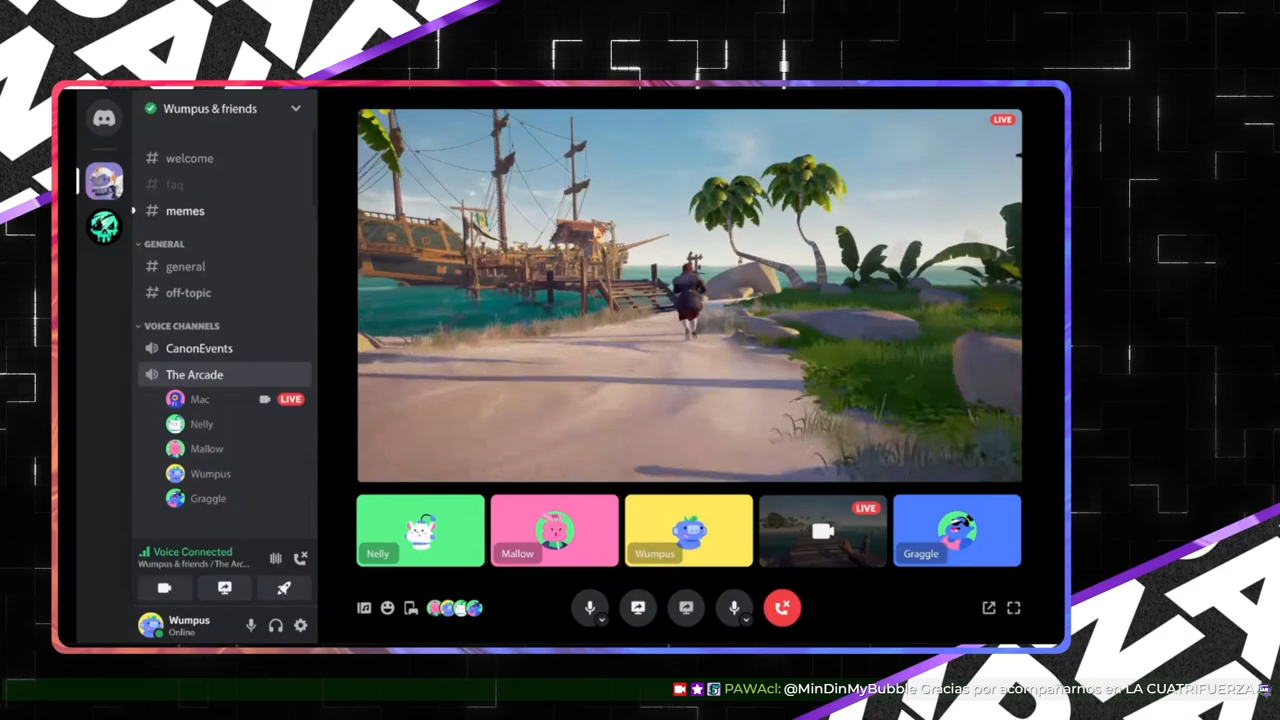 Wumpus & friends
# welcome
# faq
# memes
GENERAL
# general
# off-topic
VOICE CHANNELS
CanonEvents
The Arcade
Mac LIVE
Nelly
Mallow
Wumpus
Graggle
Voice Connected
Wumpus & friends / The Arc...
Wumpus
Online
LIVE
LIVE
Nelly
Mallow
Wumpus
Graggle
PAWAcl: @MinDinMyBubble Gracias por acompañarnos en LA CUATRIFUERZA